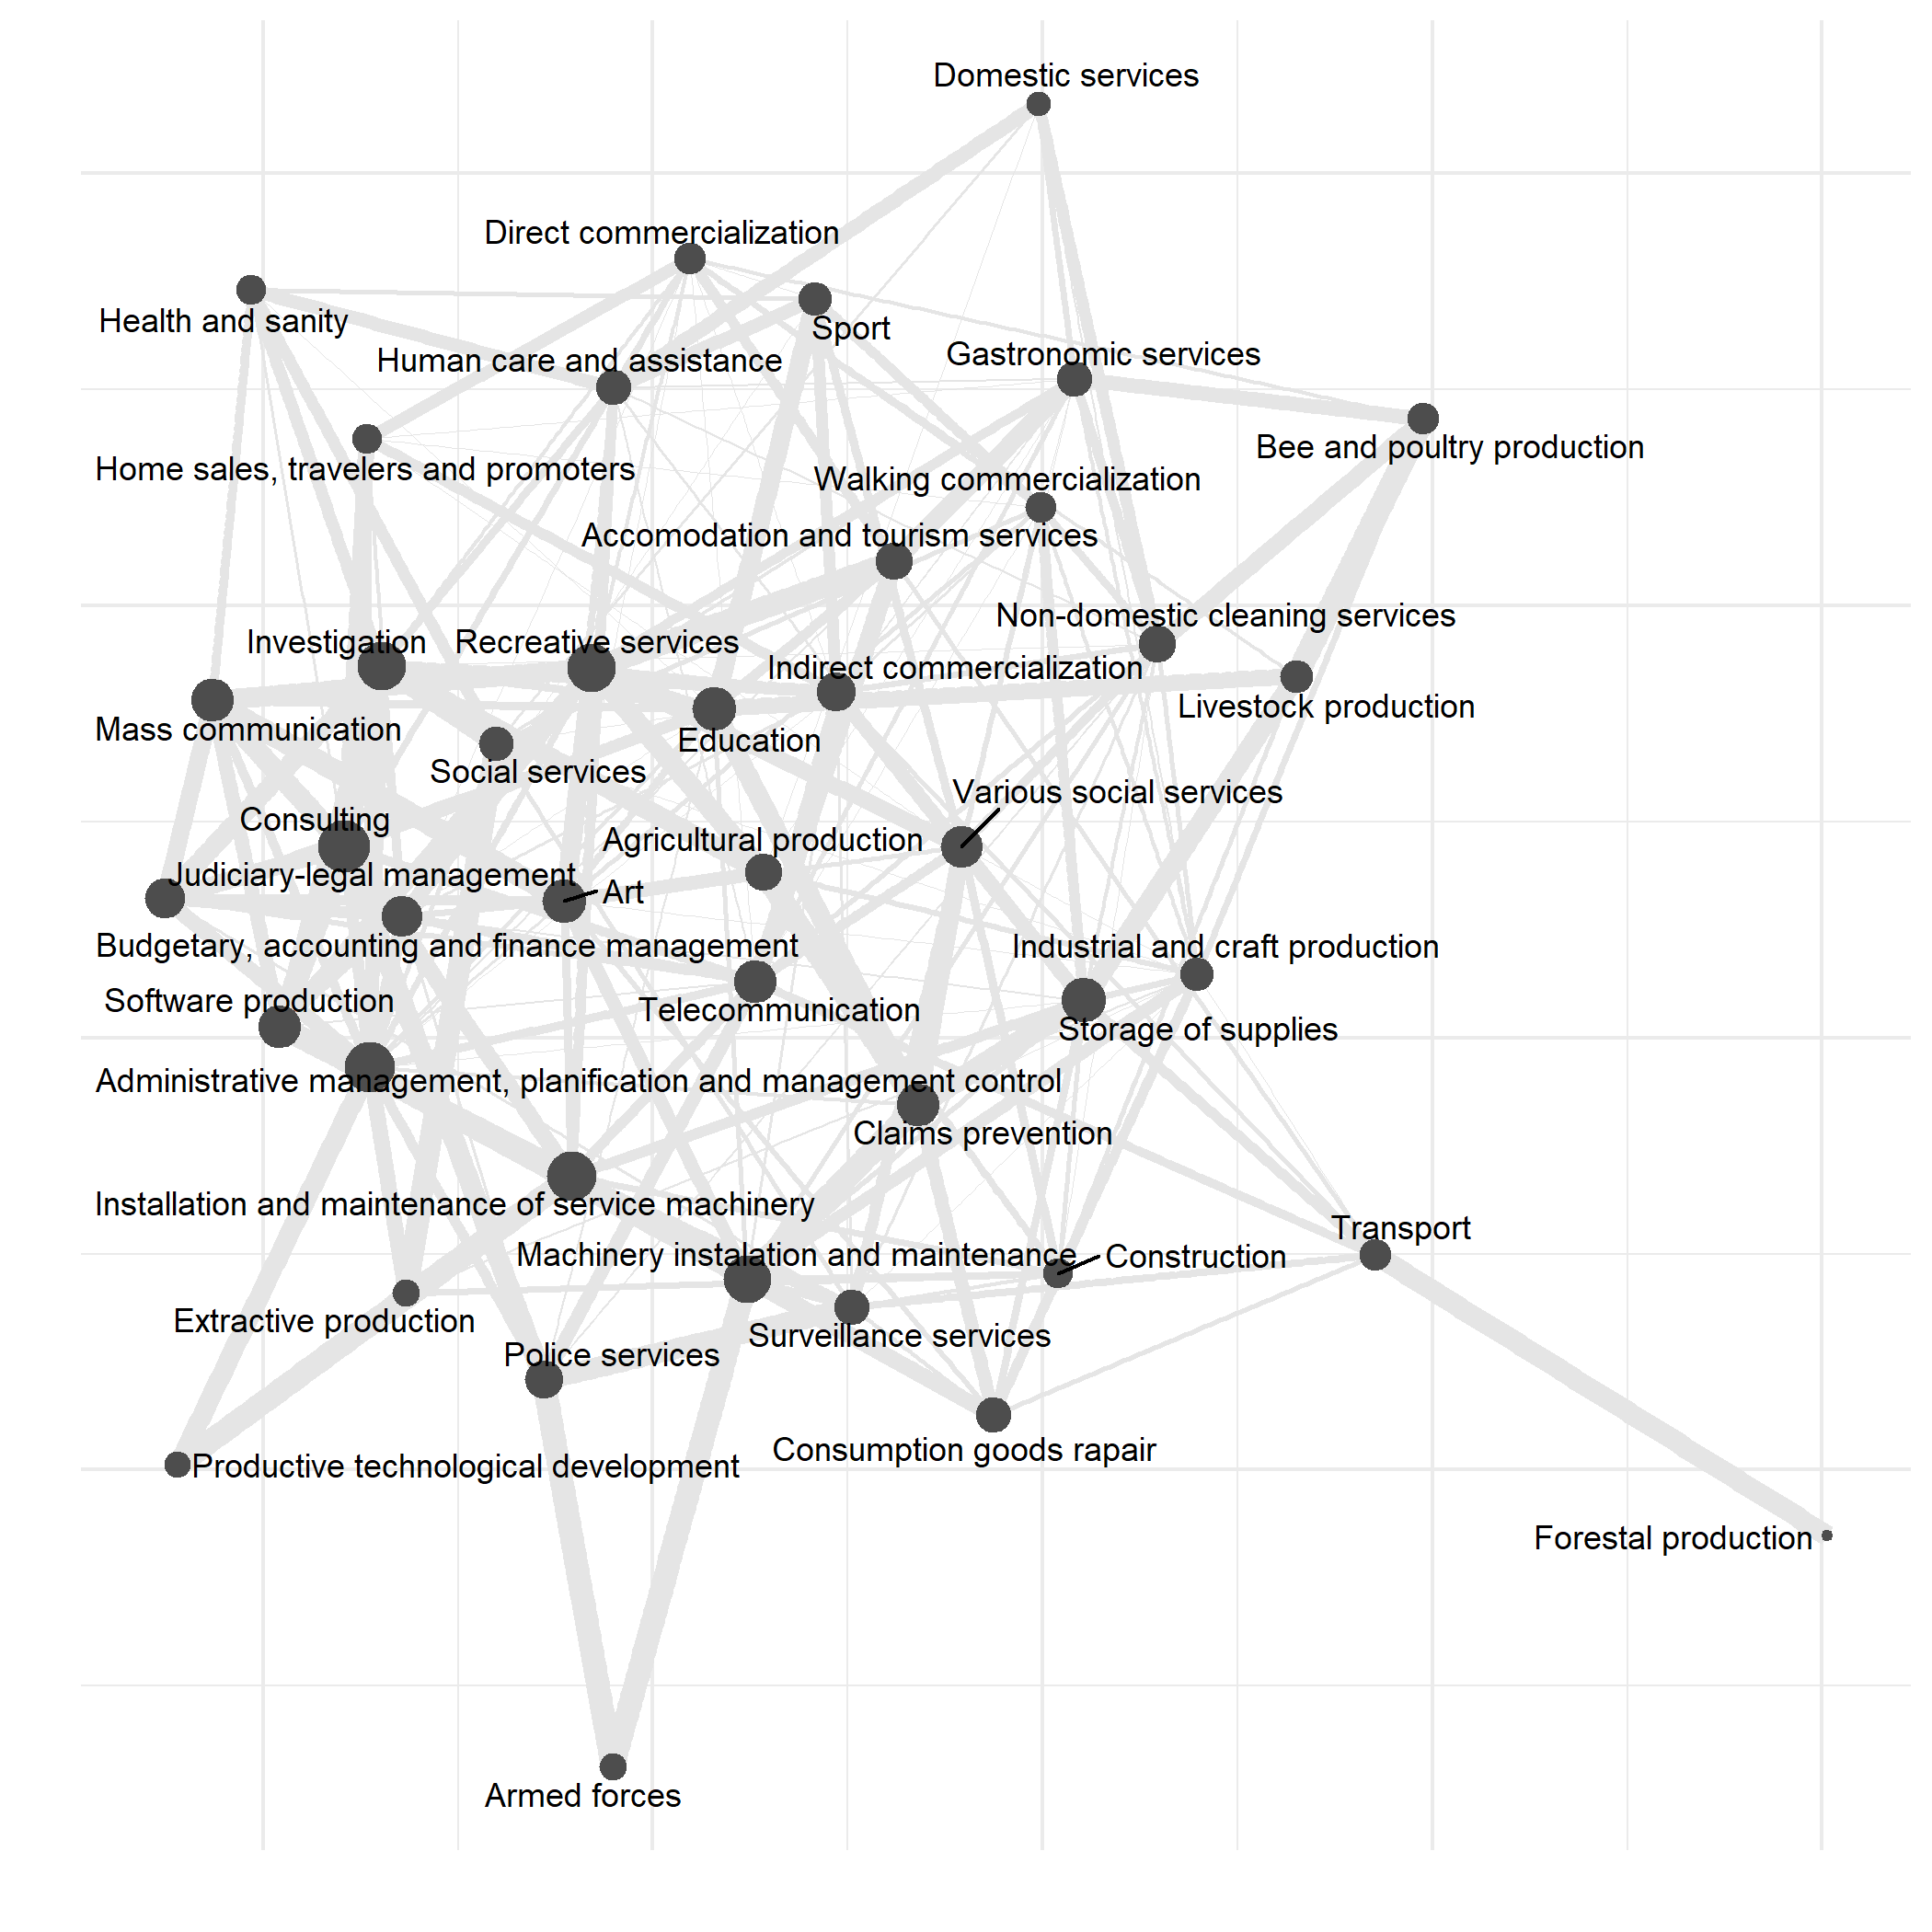 Domestic services
Direct commercialization
Health and sanity
Sport
Human care and assistance
Gastronomic services
Bee and poultry production
Home sales, travelers and promoters
Walking commercialization
Accomodation and tourism services
Non-domestic cleaning services
Investigation
Recreative services
Indirect commercialization
Livestock production
Mass communication
Education
Social services
Various social services
Consulting
Agricultural production
Judiciary-legal management
Art
Budgetary, accounting and finance management
Industrial and craft production
Software production
Telecommunication
Storage of supplies
Administrative management, planification and management control
Claims prevention
Installation and maintenance of service machinery
Transport
Machinery instalation and maintenance
Construction
Extractive production
Surveillance services
Police services
Consumption goods rapair
Productive technological development
Forestal production
Armed forces